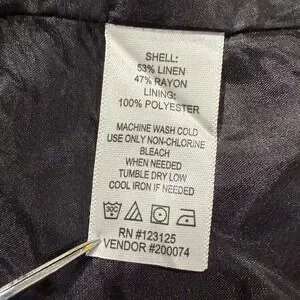 SHELL:
53% LINEN
47% RAYON
LINING:
100% POLYESTER
MACHINE WASH COLD
USE ONLY NON-CHLORINE
BLEACH
WHEN NEEDED
TUMBLE DRY LOW
COOL IRON IF NEEDED
30C
RN #123125
VENDOR #200074